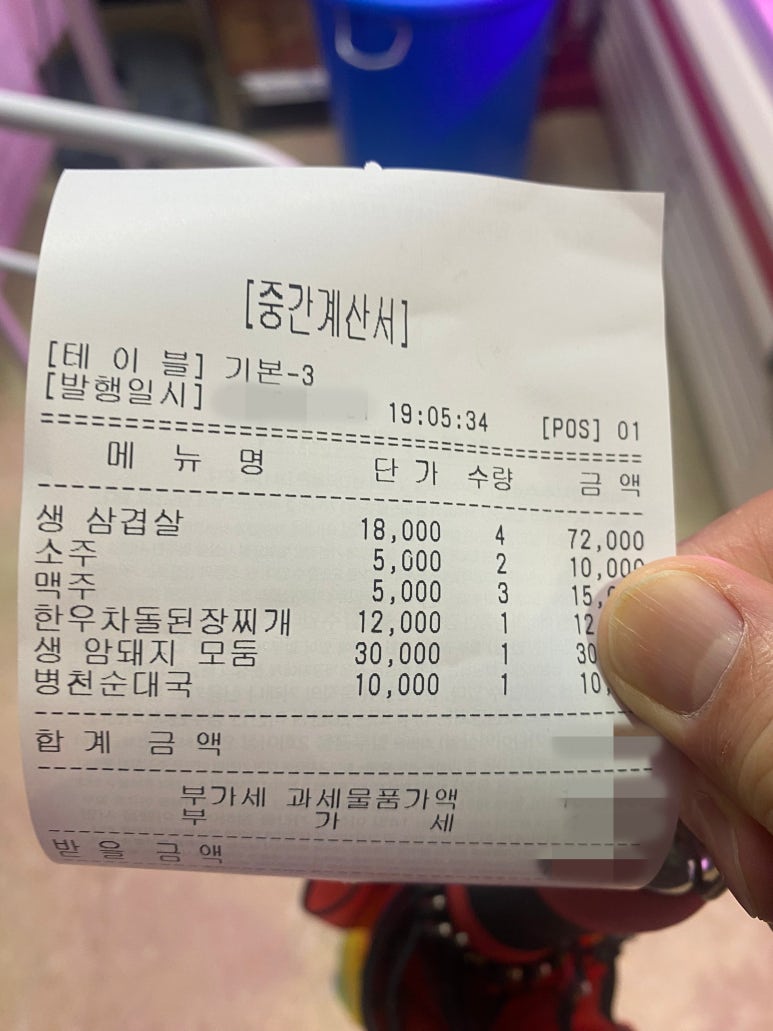 [중간계산서]
[테 이 블] 기본-3
[발행일시] 19:05:34 [POS] 01
메 뉴 명 단 가 수량 금 액
생 삼겹살 18,000 4 72,000
소주 5,000 2 10,000
맥주 5,000 3 15,
한우차돌된장찌개 12,000 1 12
생 암돼지 모둠 30,000 1 30
병천순대국 10,000 1 10,
합 계 금 액
부가세 과세물품가액
부 가 세
받 을 금 액